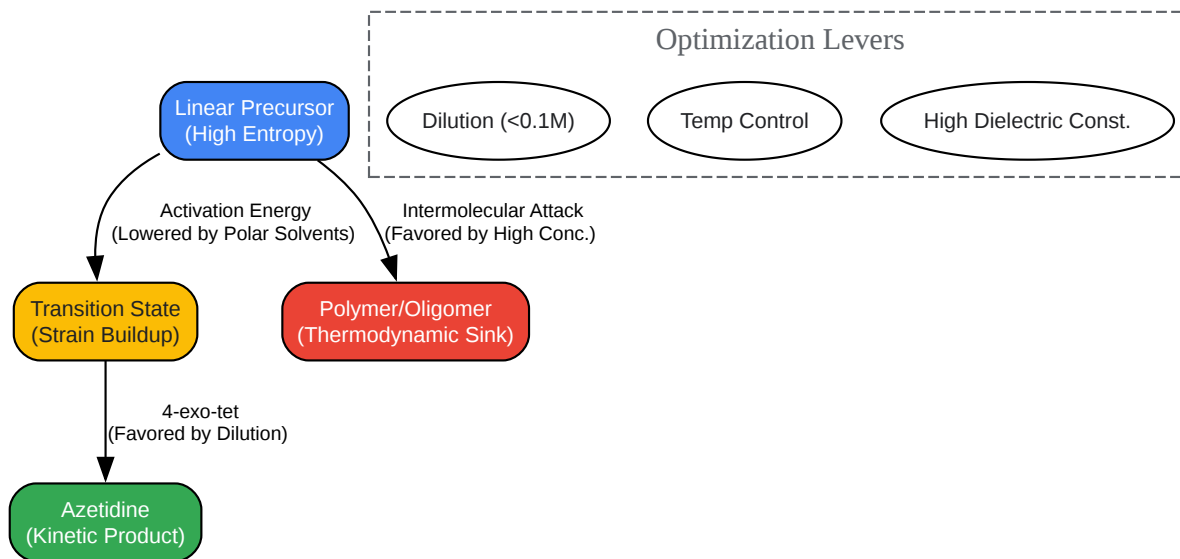 Optimization Levers
Linear Precursor
(High Entropy)
Dilution (<0.1M)
Temp Control
High Dielectric Const.
Activation Energy
(Lowered by Polar Solvents)
Intermolecular Attack
(Favored by High Conc.)
Transition State
(Strain Buildup)
Polymer/Oligomer
(Thermodynamic Sink)
4-exo-tet
(Favored by Dilution)
Azetidine
(Kinetic Product)